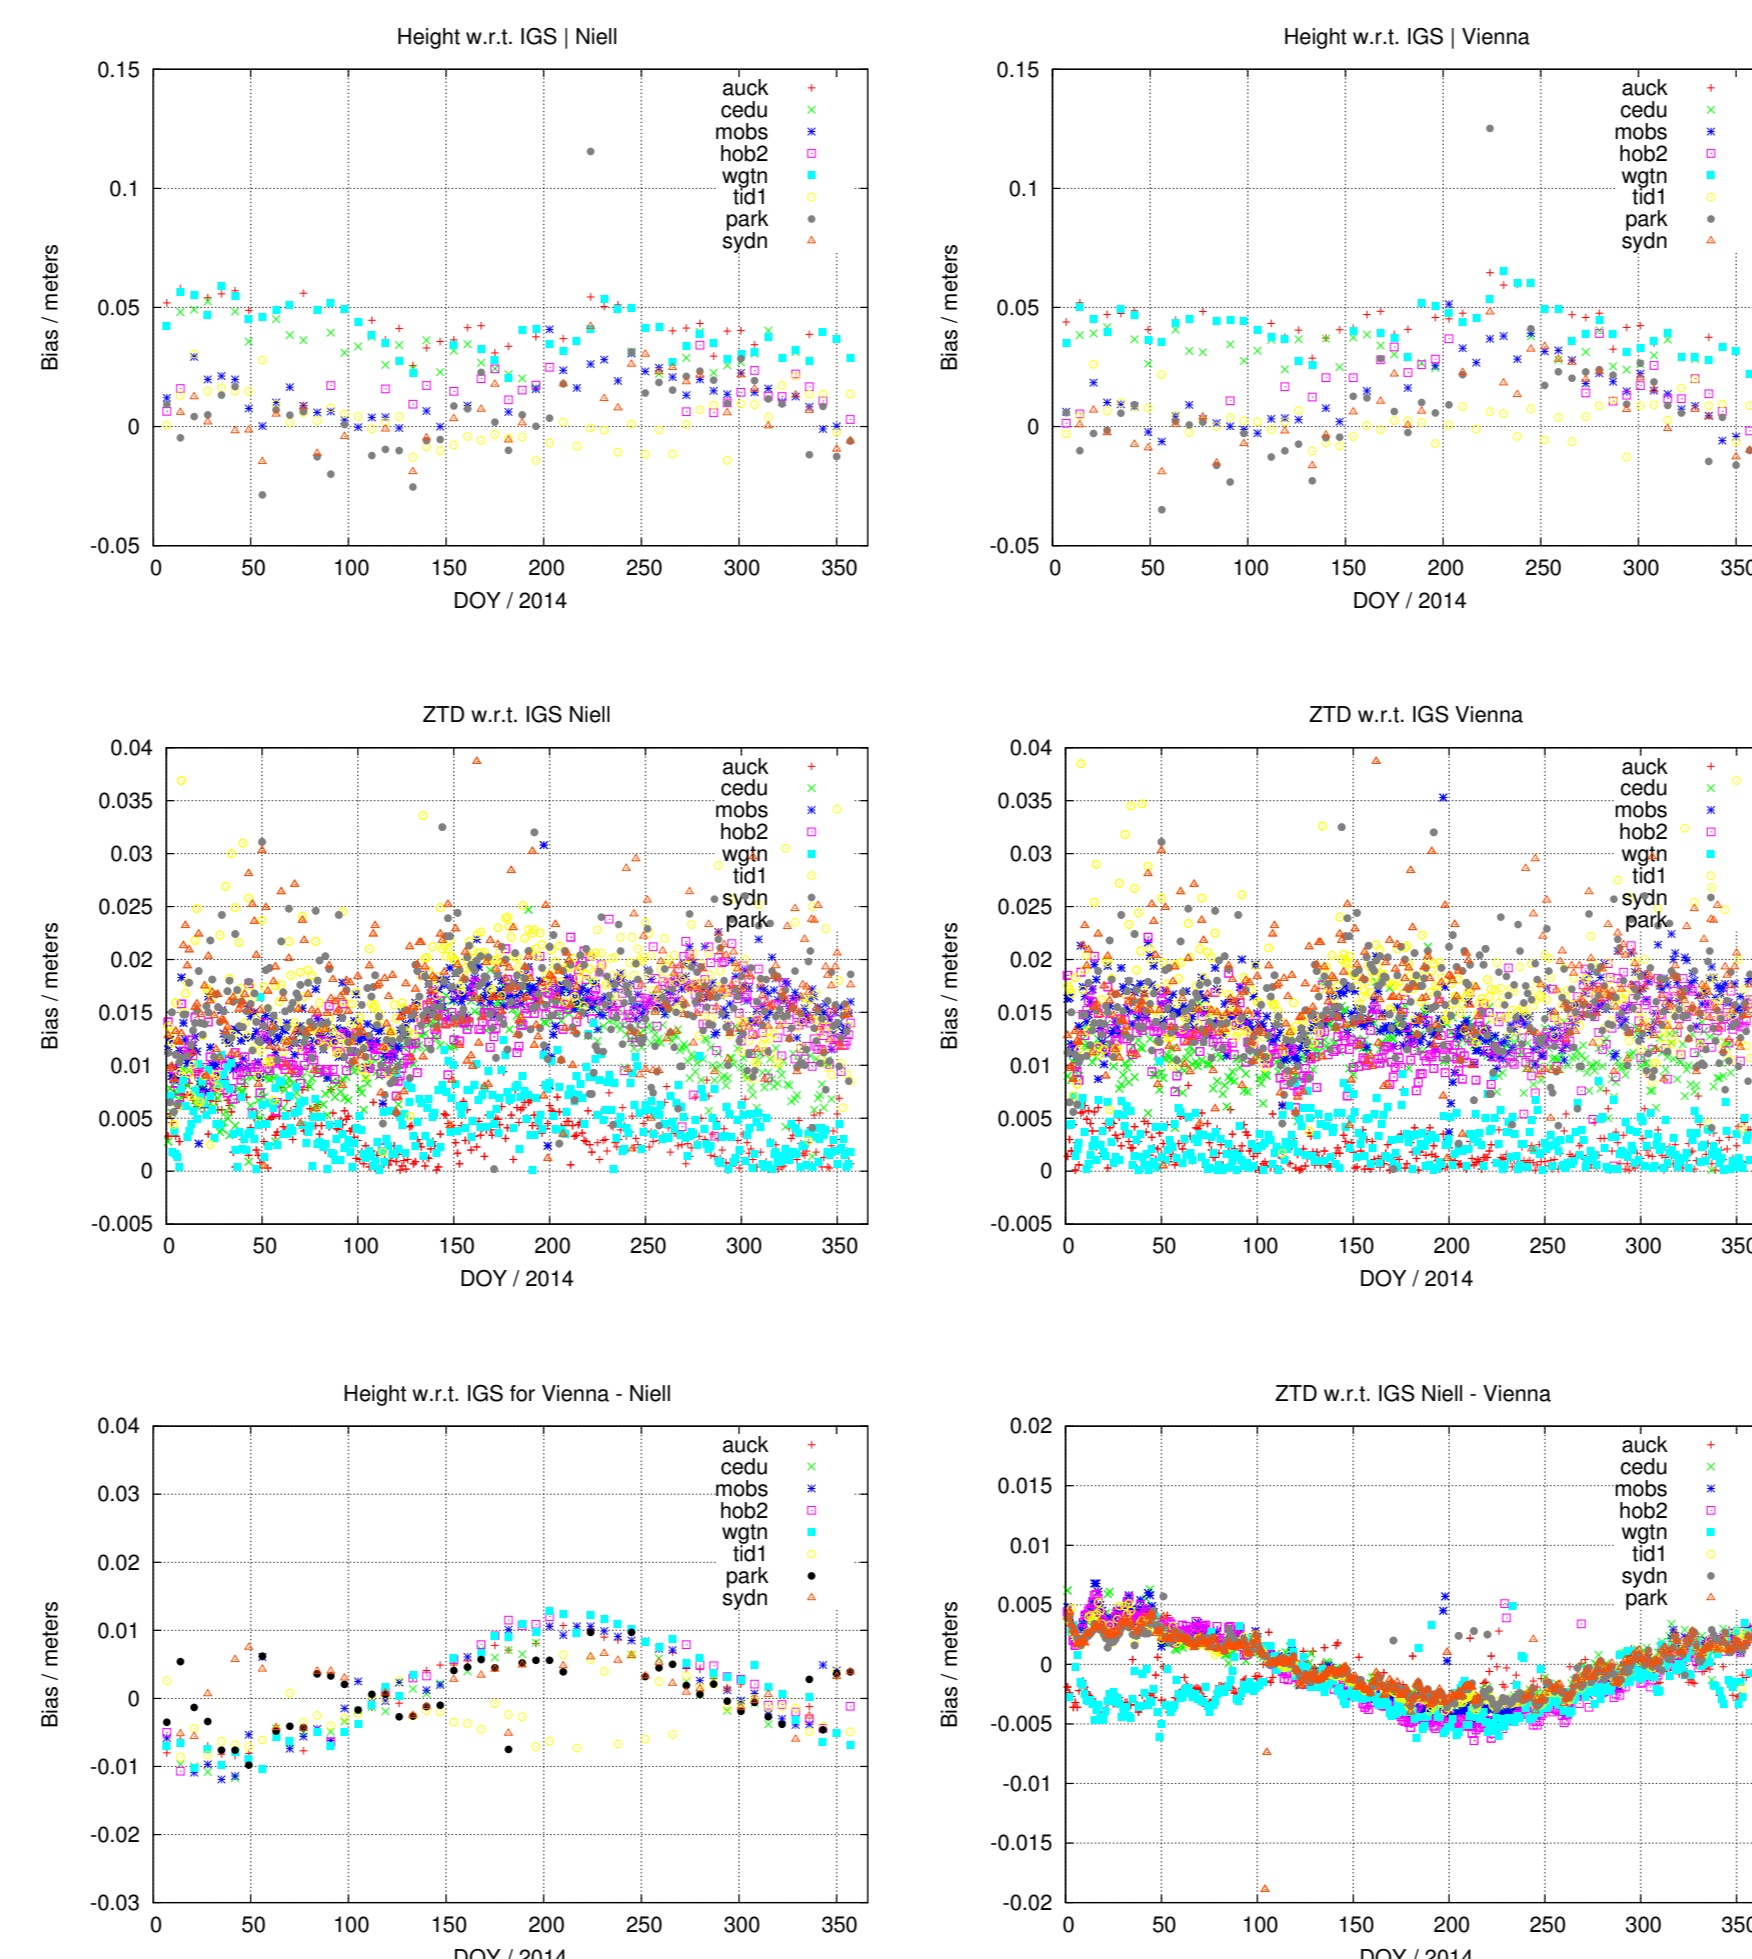 Height w.r.t. IGS | Niell
0.15
0.1
0.05
0
-0.05
0 50 100 150 200 250 300 350
Bias / meters
DOY / 2014
auck
cedu
mobs
hob2
wgtn
tid1
park
sydn
Height w.r.t. IGS | Vienna
0.15
0.1
0.05
0
-0.05
0 50 100 150 200 250 300 350
Bias / meters
DOY / 2014
auck
cedu
mobs
hob2
wgtn
tid1
park
sydn
ZTD w.r.t. IGS Niell
0.04
0.035
0.03
0.025
0.02
0.015
0.01
0.005
0
-0.005
0 50 100 150 200 250 300 350
Bias / meters
DOY / 2014
auck
cedu
mobs
hob2
wgtn
tid1
sydn
park
ZTD w.r.t. IGS Vienna
0.04
0.035
0.03
0.025
0.02
0.015
0.01
0.005
0
-0.005
0 50 100 150 200 250 300 350
Bias / meters
DOY / 2014
auck
cedu
mobs
hob2
wgtn
tid1
sydn
park
Height w.r.t. IGS for Vienna - Niell
0.04
0.03
0.02
0.01
0
-0.01
-0.02
-0.03
0 50 100 150 200 250 300 350
Bias / meters
DOY / 2014
auck
cedu
mobs
hob2
wgtn
tid1
park
sydn
ZTD w.r.t. IGS Niell - Vienna
0.02
0.015
0.01
0.005
0
-0.005
-0.01
-0.015
-0.02
0 50 100 150 200 250 300 350
Bias / meters
DOY / 2014
auck
cedu
mobs
hob2
wgtn
tid1
sydn
park